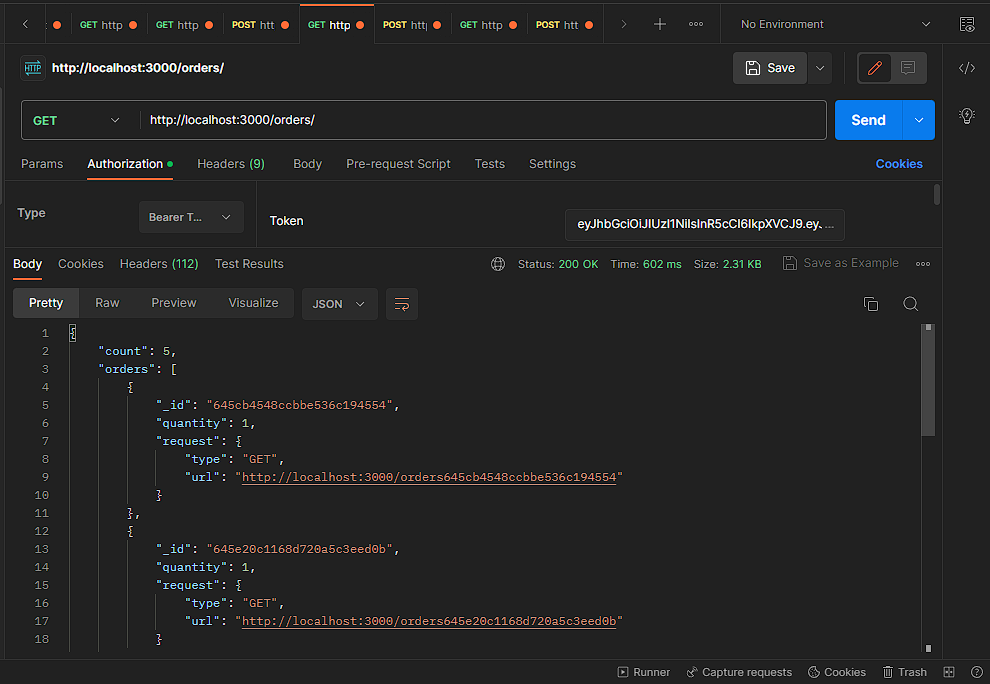 GET http
GET http
POST htt
GET http
POST http
GET http
POST htt
No Environment
HTTP http://localhost:3000/orders/
Save
GET http://localhost:3000/orders/
Send
Params Authorization Headers (9) Body Pre-request Script Tests Settings Cookies
Type Bearer T... Token eyJhbGciOiJIUzI1NiIsInR5cCI6IkpXVCJ9.eyJ...
Body Cookies Headers (112) Test Results Status: 200 OK Time: 602 ms Size: 2.31 KB Save as Example
Pretty Raw Preview Visualize JSON
1 {
2 "count": 5,
3 "orders": [
4 {
5 "_id": "645cb4548ccbbe536c194554",
6 "quantity": 1,
7 "request": {
8 "type": "GET",
9 "url": "http://localhost:3000/orders645cb4548ccbbe536c194554"
10 }
11 },
12 {
13 "_id": "645e20c1168d720a5c3eed0b",
14 "quantity": 1,
15 "request": {
16 "type": "GET",
17 "url": "http://localhost:3000/orders645e20c1168d720a5c3eed0b"
18 }
Runner Capture requests Cookies Trash